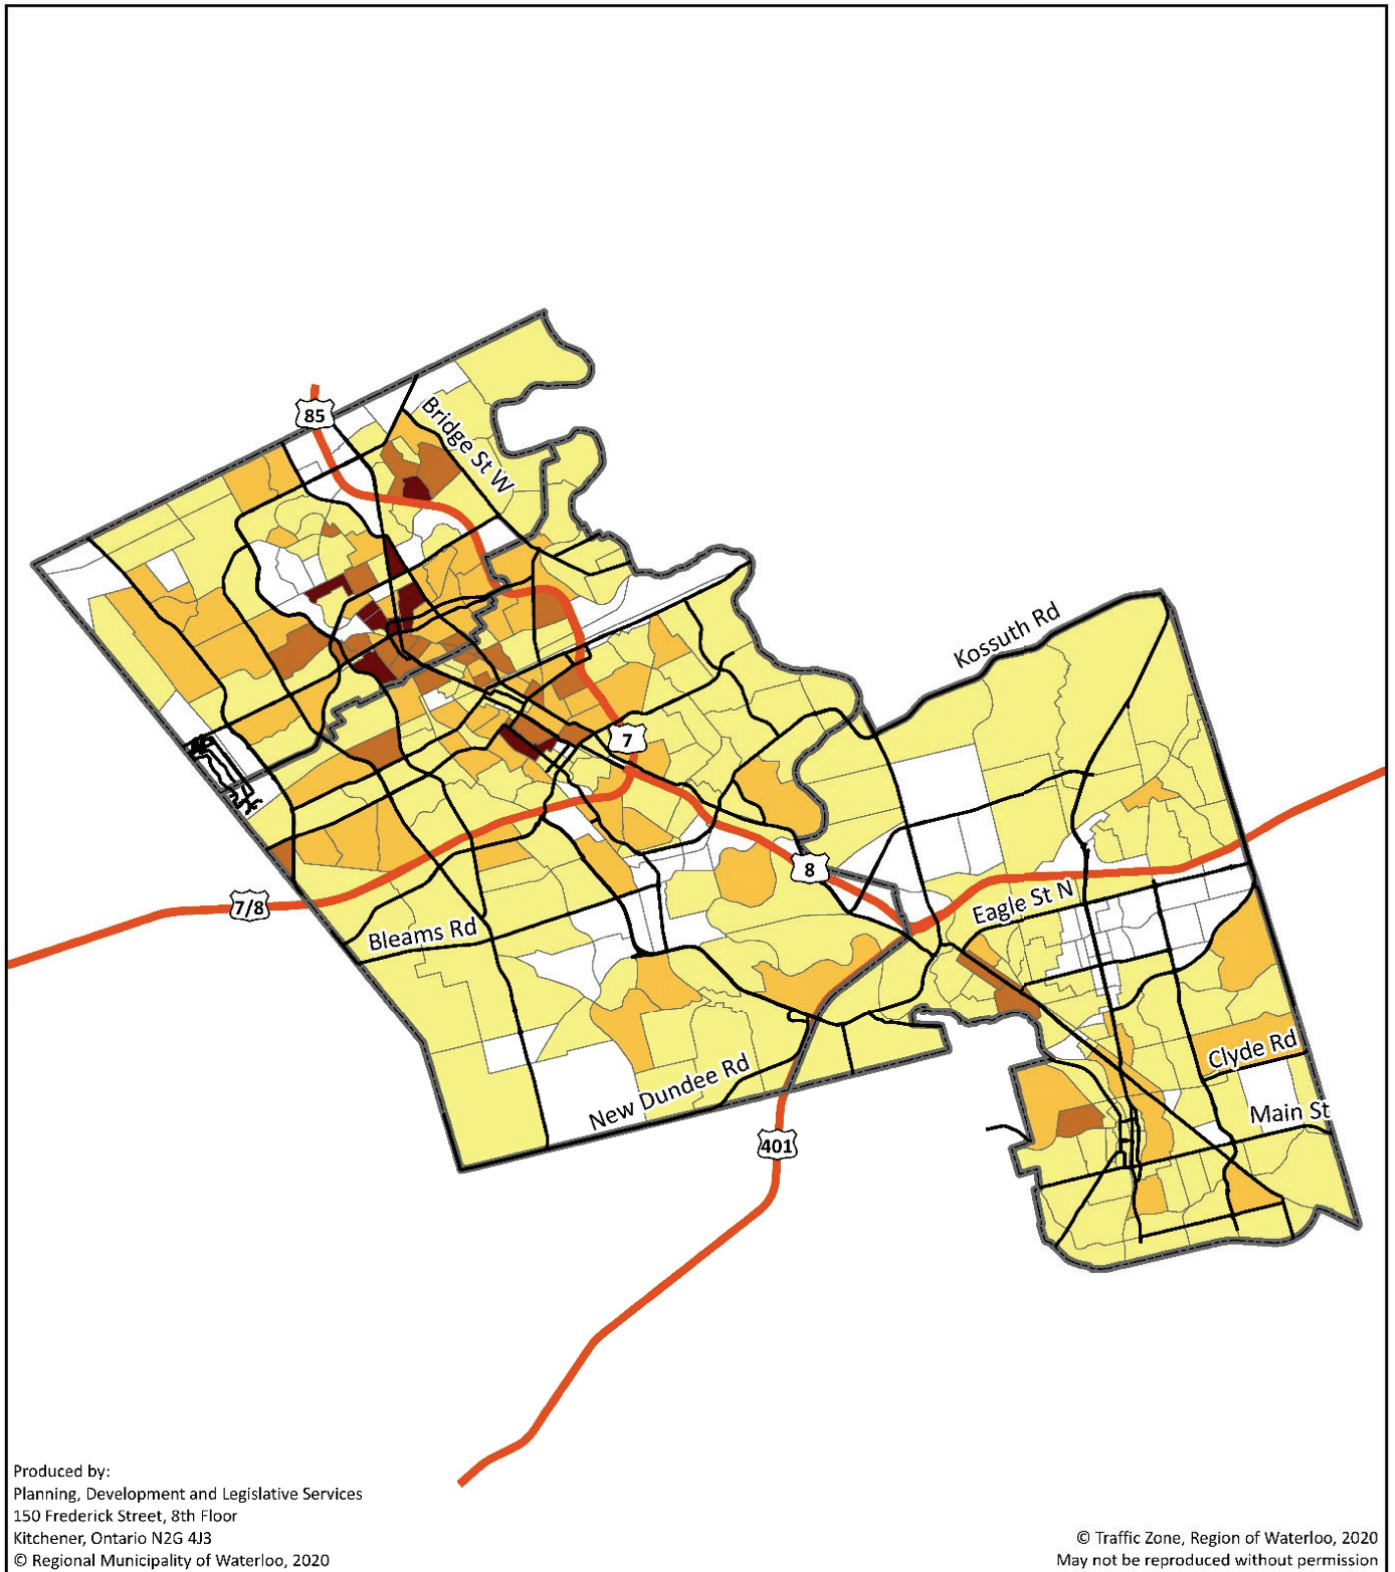 85
Bridge St W
Kossuth Rd
7
8
7/8
Eagle St N
Bleams Rd
Clyde Rd
New Dundee Rd
Main St
401
Produced by:
Planning, Development and Legislative Services
150 Frederick Street, 8th Floor
Kitchener, Ontario N2G 4J3
© Regional Municipality of Waterloo, 2020
© Traffic Zone, Region of Waterloo, 2020
May not be reproduced without permission